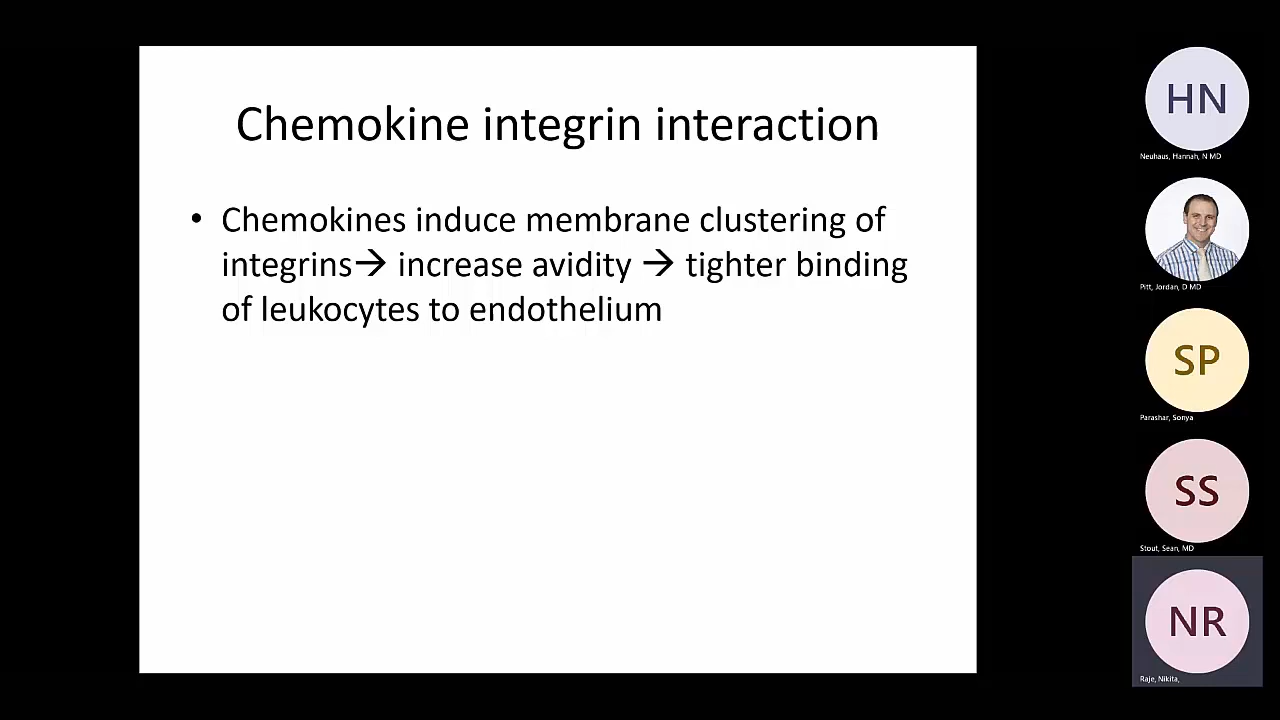 Chemokine integrin interaction
• Chemokines induce membrane clustering of
integrins→ increase avidity → tighter binding
of leukocytes to endothelium
HN
Neuhaus, Hannah, N MD
Pitt, Jordan, D MD
SP
Parashar, Sonya
SS
Stout, Sean, MD
NR
Raje, Nikita,